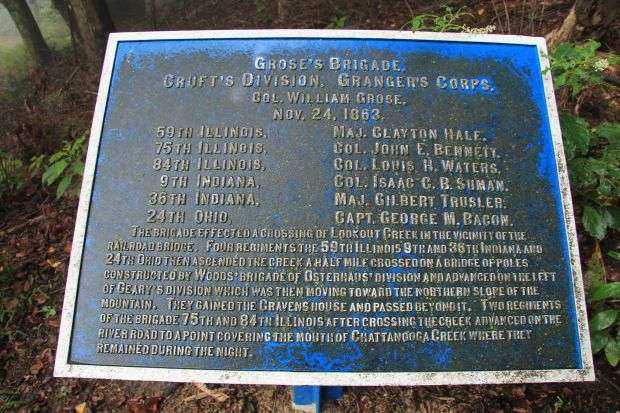 GROSE'S BRIGADE,
CRUFT'S DIVISION, GRANGER'S CORPS.
COL. WILLIAM GROSE.
NOV. 24, 1863.
59TH ILLINOIS, MAJ. CLAYTON HALE.
75TH ILLINOIS, COL. JOHN E. BENNETT.
84TH ILLINOIS, COL. LOUIS H. WATERS.
9TH INDIANA, COL. ISAAC C. B. SUMAN.
36TH INDIANA, MAJ. GILBERT TRUSLER.
24TH OHIO, CAPT. GEORGE M. BACON.
THE BRIGADE EFFECTED A CROSSING OF LOOKOUT CREEK IN THE VICINITY OF THE
RAILROAD BRIDGE. FOUR REGIMENTS THE 59TH ILLINOIS 9TH AND 36TH INDIANA AND
24TH OHIO THEN ASCENDED THE CREEK A HALF MILE CROSSED ON A BRIDGE OF POLES
CONSTRUCTED BY WOODS' BRIGADE OF OSTERHAUS' DIVISION AND ADVANCED ON THE LEFT
OF GEARY'S DIVISION WHICH WAS THEN MOVING TOWARD THE NORTHERN SLOPE OF THE
MOUNTAIN. THEY GAINED THE CRAVENS HOUSE AND PASSED BEYOND IT. TWO REGIMENTS
OF THE BRIGADE 75TH AND 84TH ILLINOIS AFTER CROSSING THE CREEK ADVANCED ON THE
RIVER ROAD TO A POINT COVERING THE MOUTH OF CHATTANOOGA CREEK WHERE THEY
REMAINED DURING THE NIGHT.